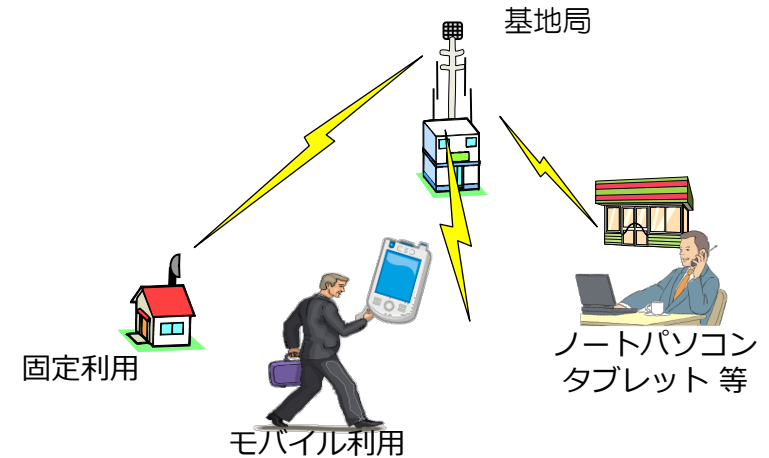 基地局
固定利用
モバイル利用
ノートパソコン
タブレット 等